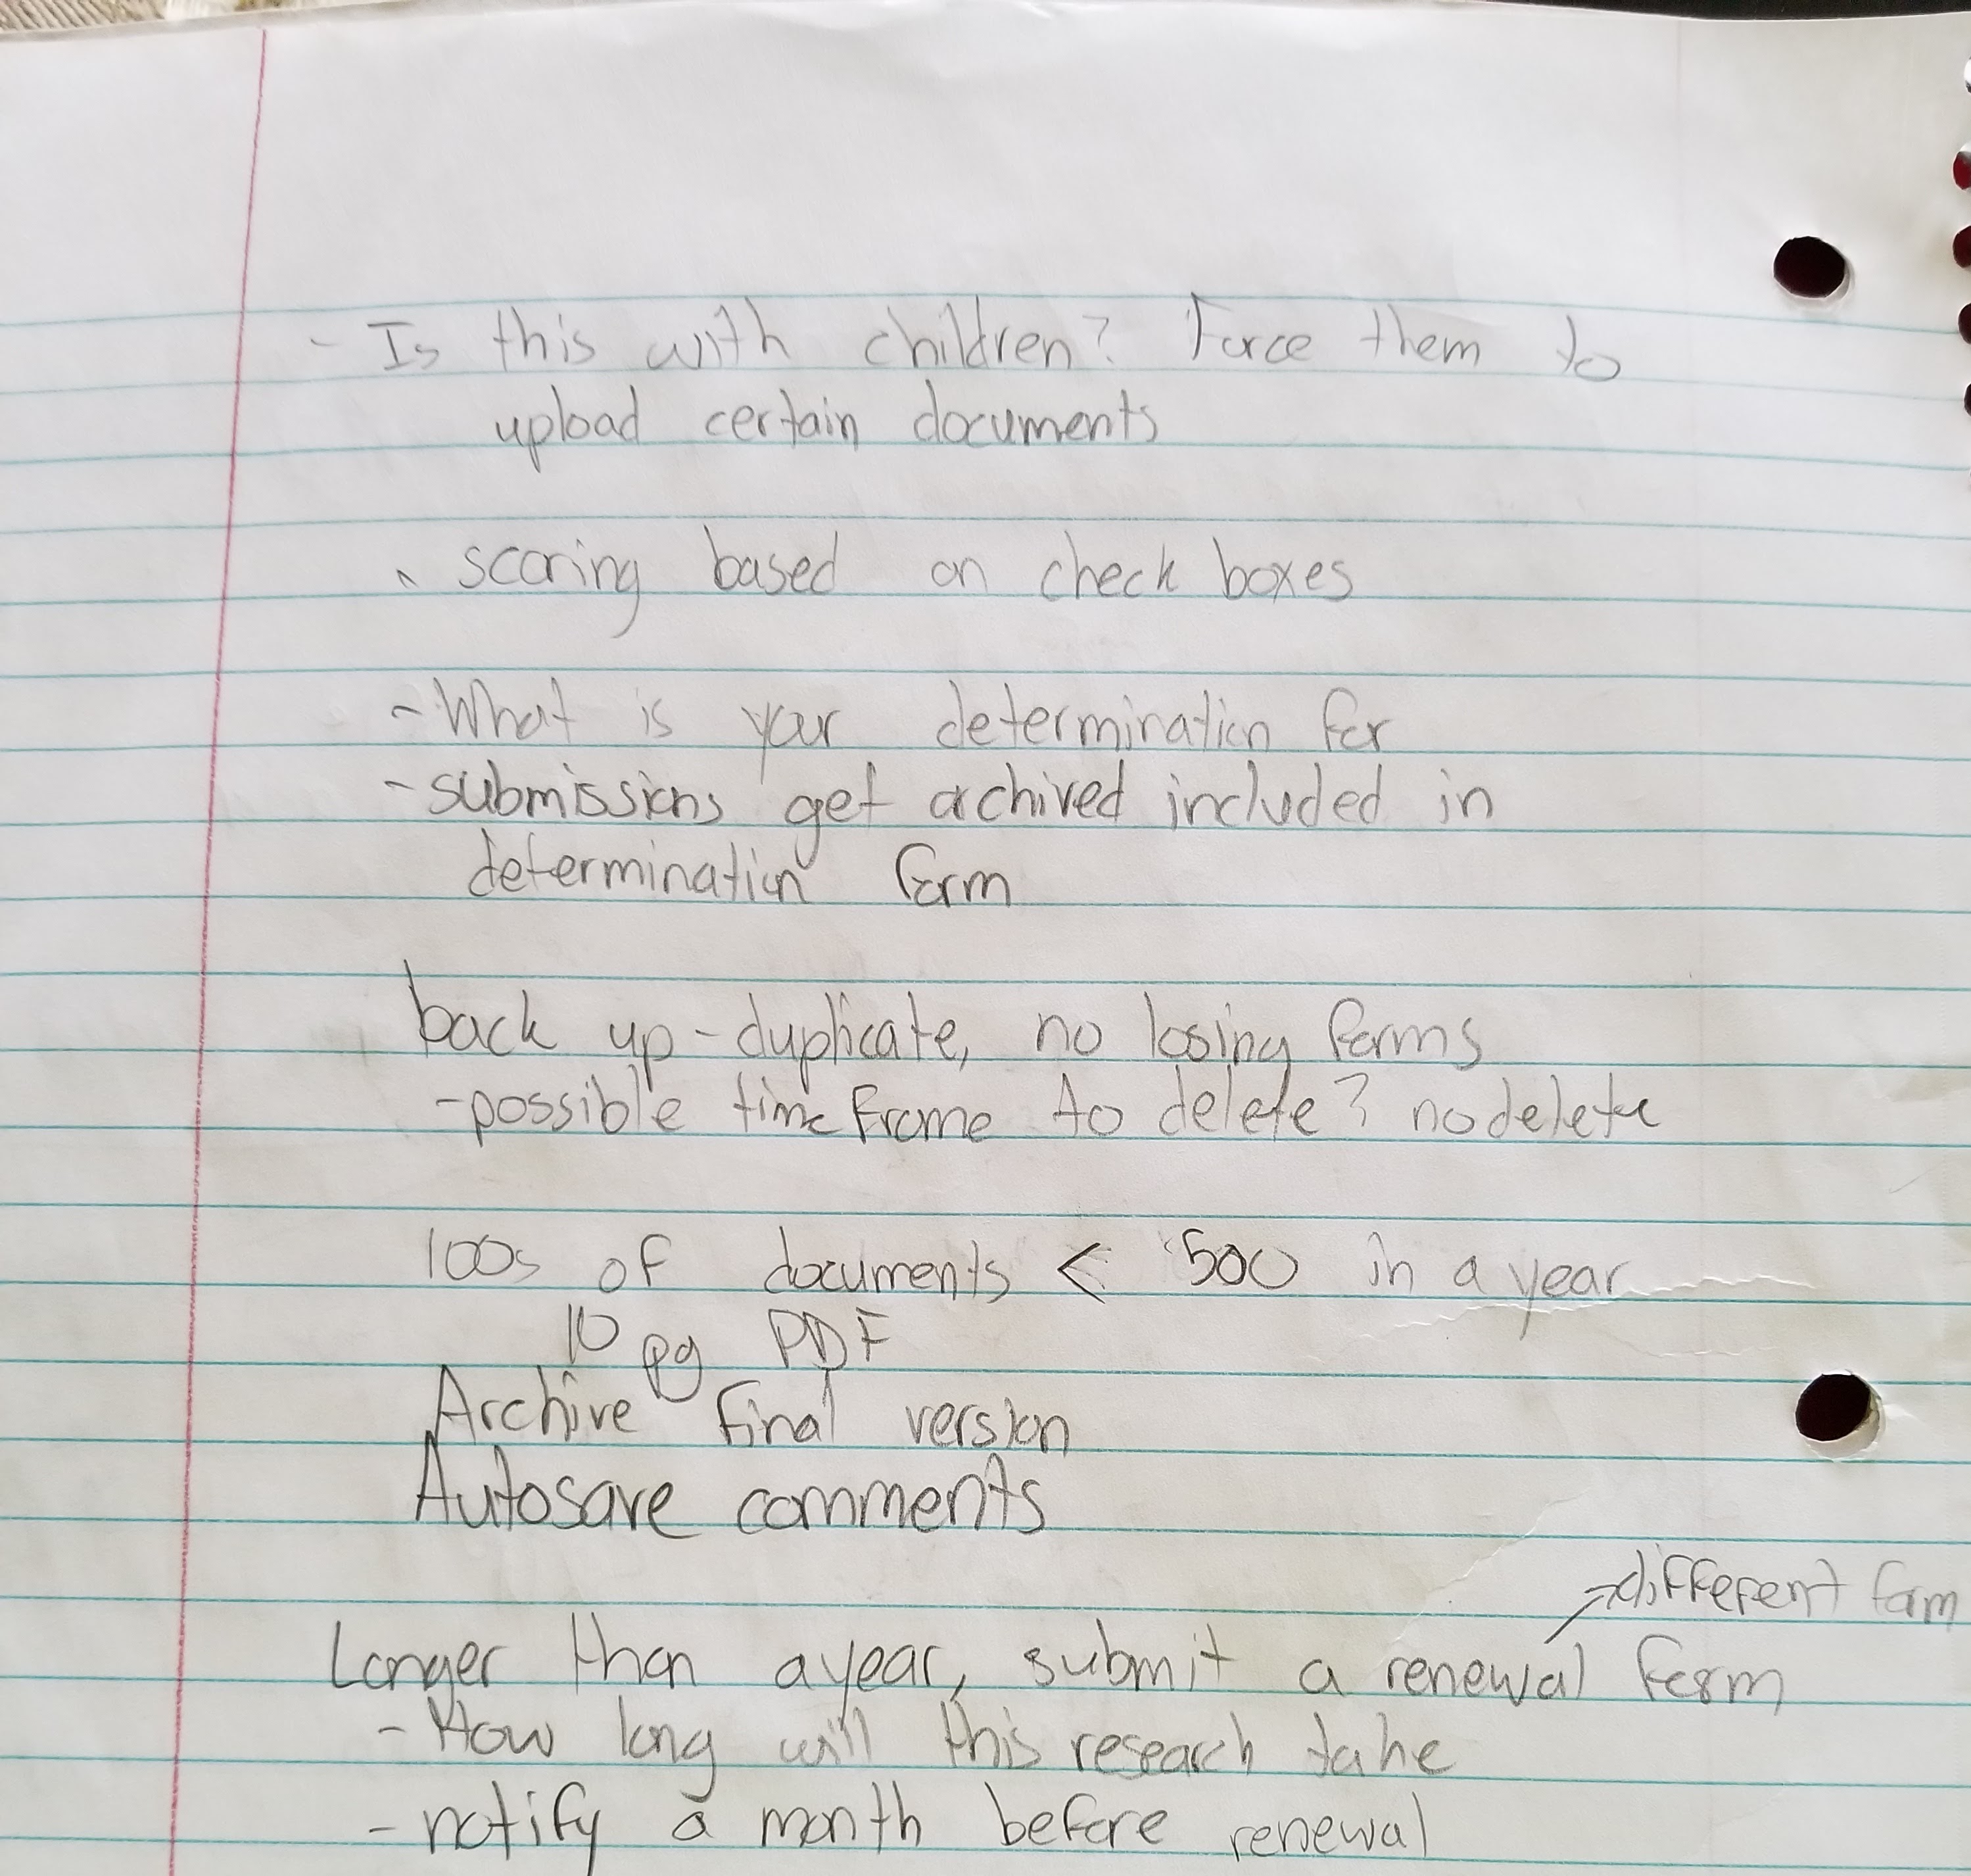 - Is this with children? Force them to
upload certain documents
- scoring based on check boxes
- What is your determination for
- submissions get archived included in
determination form
back up - duplicate, no losing forms
- possible time frame to delete? no delete
100s of documents < 500 in a year
10 pg PDF
Archive final version
Autosave comments
→ different form
Longer than a year, submit a renewal form
- How long will this research take
- notify a month before renewal